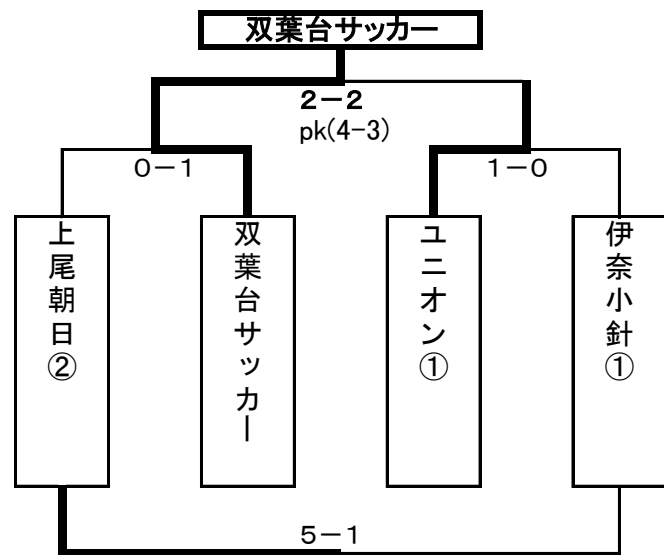 双葉台サッカー
2-2
pk(4-3)
0-1
1-0
上尾朝日②
双葉台サッカー
ユニオン①
伊奈小針①
5-1